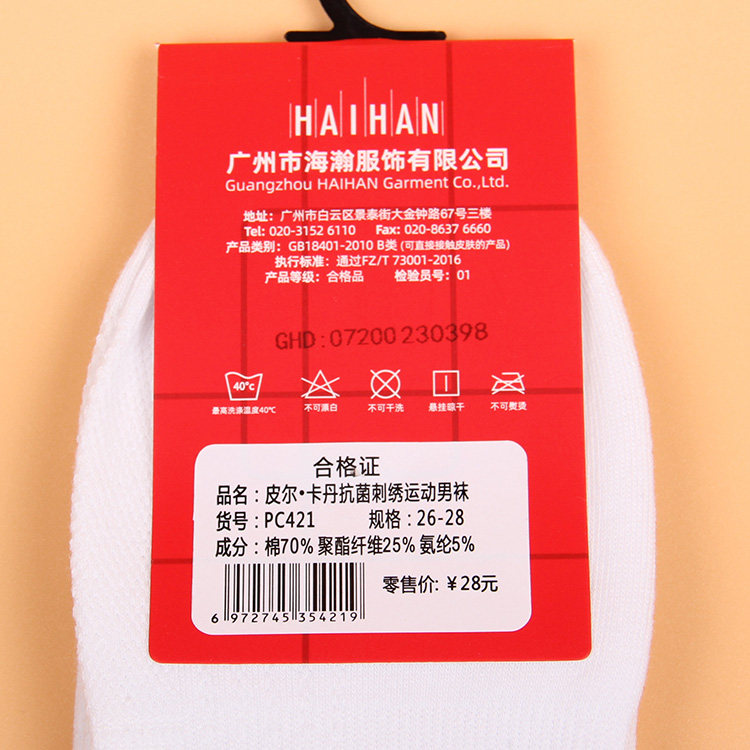 HAIHAN
广州市海瀚服饰有限公司
Guangzhou HAIHAN Garment Co.,Ltd.
地址：广州市白云区景泰街大金钟路67号三楼
Tel: 020-3152 6110 Fax: 020-8637 6660
产品类别：GB18401-2010 B类 (可直接接触皮肤的产品)
执行标准：通过FZ/T 73001-2016
产品等级：合格品 检验员号：01
GHD: 07200230398
40°c
最高洗涤温度40℃ 不可漂白 不可干洗 悬挂晾干 不可熨烫
合格证
品名：皮尔•卡丹抗菌刺绣运动男袜
货号：PC421 规格：26-28
成分：棉70% 聚酯纤维25% 氨纶5%
零售价：￥28元
6 972745 354219